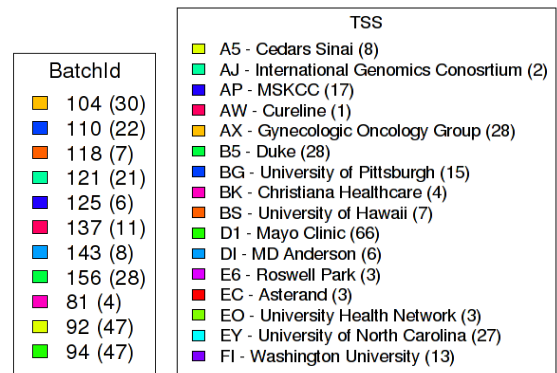 BatchId
104 (30)
110 (22)
118 (7)
121 (21)
125 (6)
137 (11)
143 (8)
156 (28)
81 (4)
92 (47)
94 (47)
TSS
A5 - Cedars Sinai (8)
AJ - International Genomics Conosrtium (2)
AP - MSKCC (17)
AW - Cureline (1)
AX - Gynecologic Oncology Group (28)
B5 - Duke (28)
BG - University of Pittsburgh (15)
BK - Christiana Healthcare (4)
BS - University of Hawaii (7)
D1 - Mayo Clinic (66)
DI - MD Anderson (6)
E6 - Roswell Park (3)
EC - Asterand (3)
EO - University Health Network (3)
EY - University of North Carolina (27)
FI - Washington University (13)